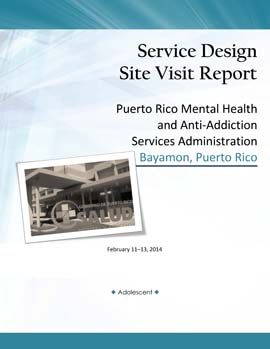 Service Design
Site Visit Report
Puerto Rico Mental Health
and Anti-Addiction
Services Administration
Bayamon, Puerto Rico
SALUD
February 11–13, 2014
Adolescent